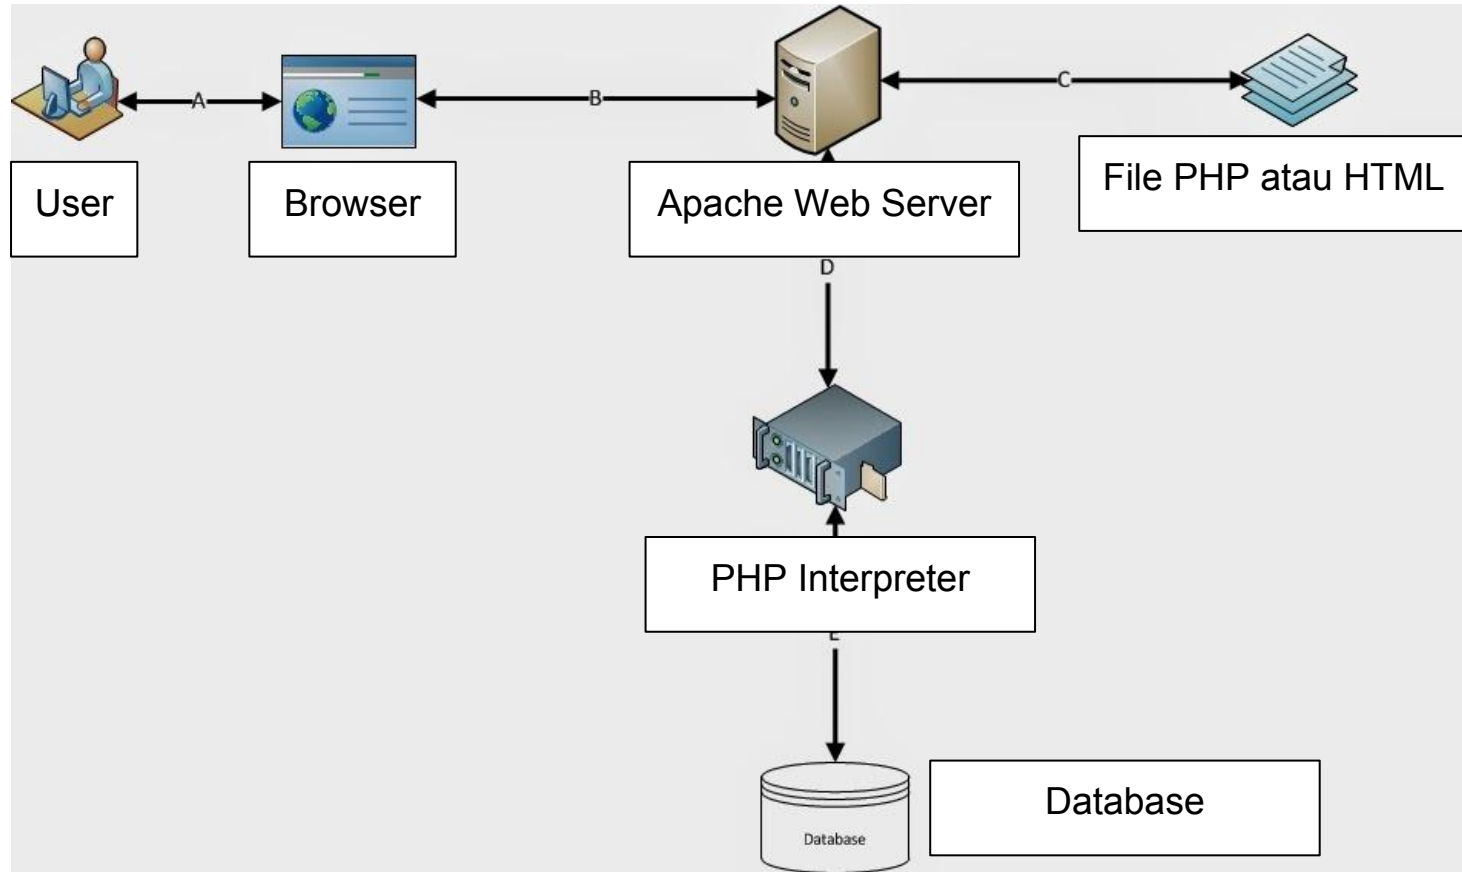 A
B
C
User
Browser
Apache Web Server
File PHP atau HTML
D
PHP Interpreter
E
Database
Database